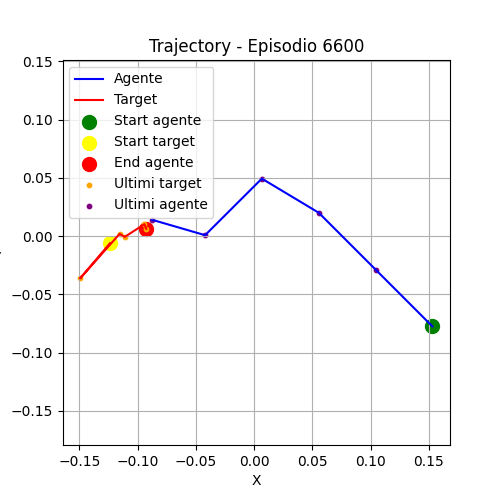 Trajectory - Episodio 6600
Agente
Target
Start agente
Start target
End agente
Ultimi target
Ultimi agente
0.15
0.10
0.05
0.00
−0.05
−0.10
−0.15
−0.15 −0.10 −0.05 0.00 0.05 0.10 0.15
X